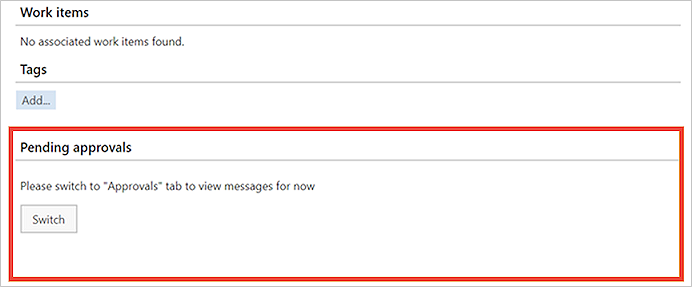 Work items
No associated work items found.
Tags
Add...
Pending approvals
Please switch to "Approvals" tab to view messages for now
Switch